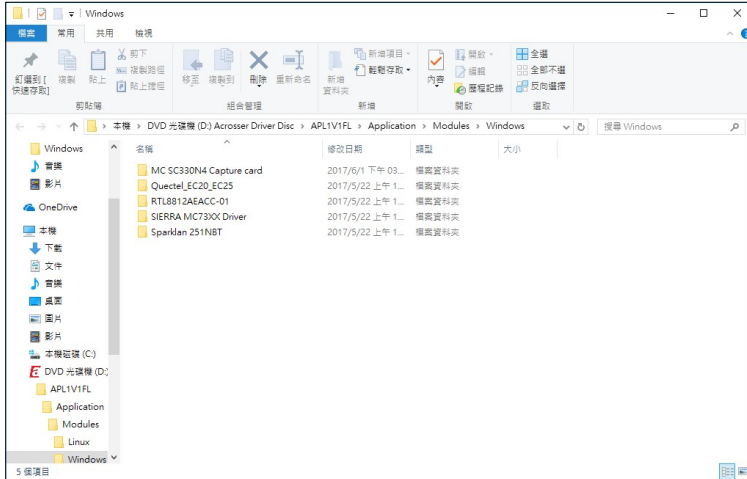 Windows
檔案 常用 共用 檢視
釘選到 [快速存取] 複製 貼上 剪下 複製路徑 貼上捷徑 移至 複製到 刪除 重新命名 新增資料夾 新增項目 輕鬆存取 內容 開啟 編輯 歷程記錄 全選 全部不選 反向選擇
剪貼簿 組合管理 新增 開啟 選取
本機 › DVD 光碟機 (D:) Acrosser Driver Disc › APL1V1FL › Application › Modules › Windows 搜尋 Windows
名稱 修改日期 類型 大小
MC SC330N4 Capture card 2017/6/1 下午 03... 檔案資料夾
Quectel_EC20_EC25 2017/5/22 上午 1... 檔案資料夾
RTL8812AEACC-01 2017/5/22 上午 1... 檔案資料夾
SIERRA MC73XX Driver 2017/5/22 上午 1... 檔案資料夾
Sparklan 251NBT 2017/5/22 上午 1... 檔案資料夾
Windows
音樂
影片
OneDrive
本機
下載
文件
音樂
桌面
圖片
影片
本機磁碟 (C:)
DVD 光碟機 (D:)
APL1V1FL
Application
Modules
Linux
Windows
5 個項目